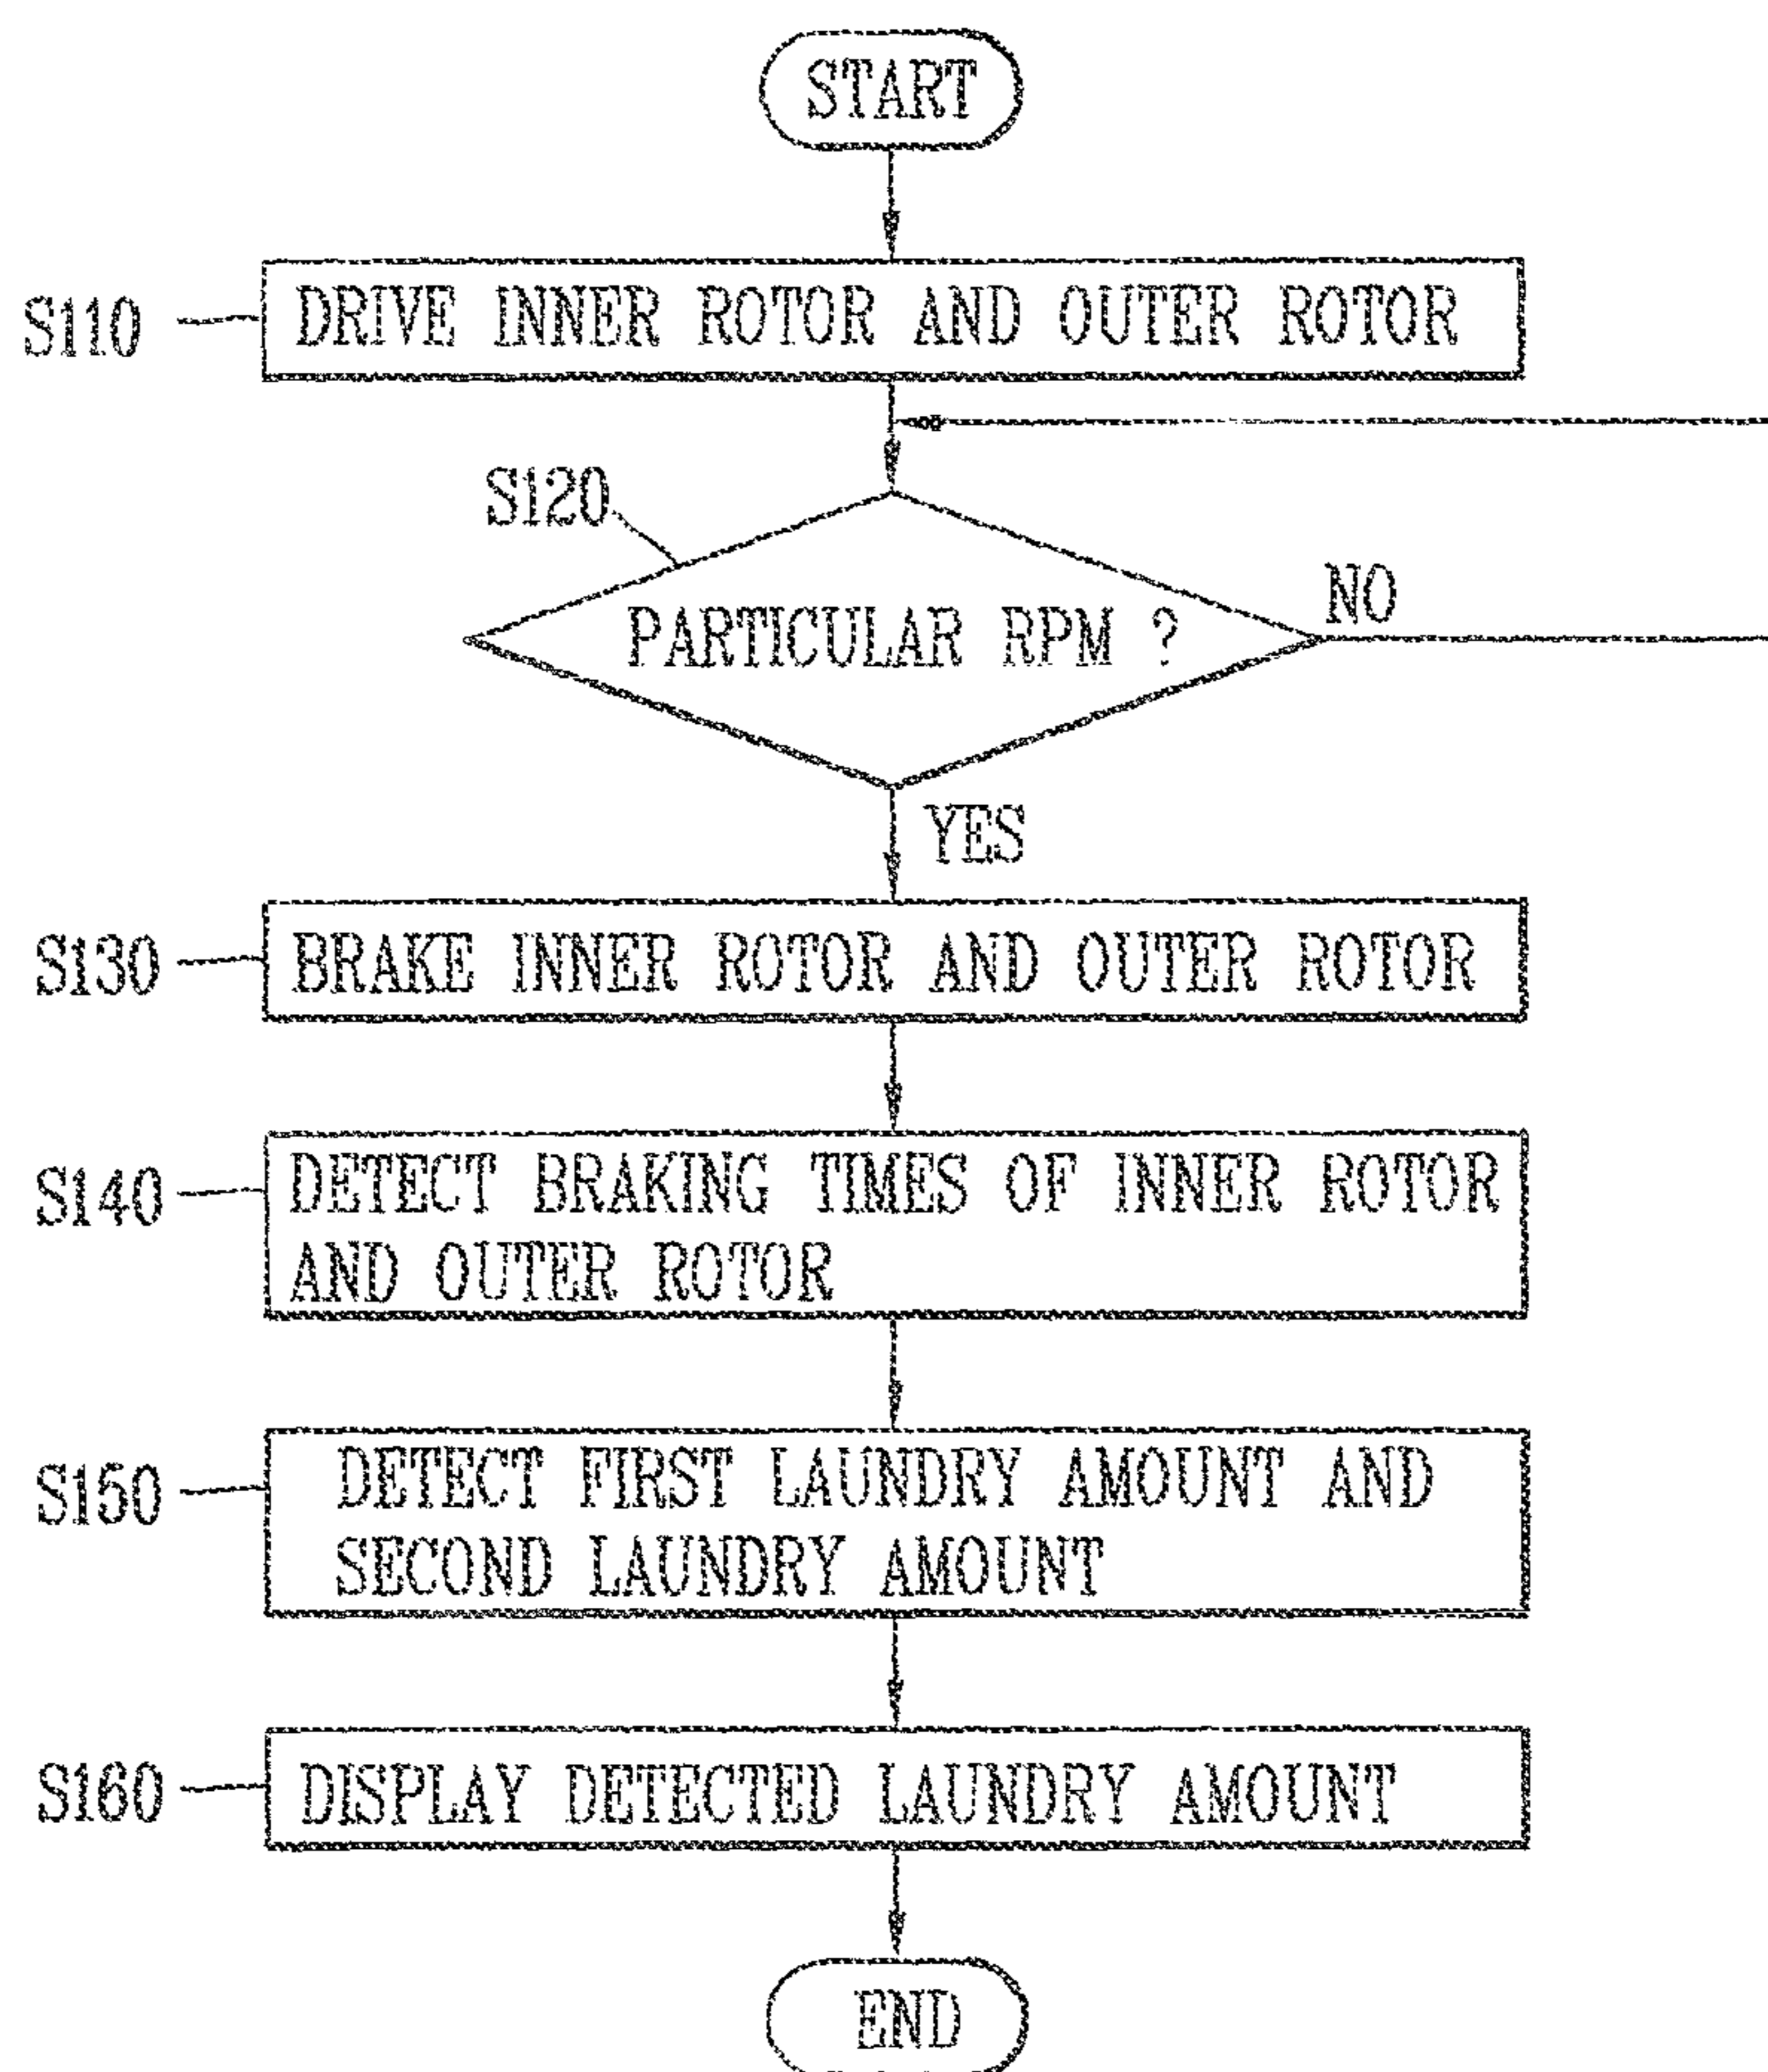 START
S110
DRIVE INNER ROTOR AND OUTER ROTOR
S120
PARTICULAR RPM ?
NO
YES
S130
BRAKE INNER ROTOR AND OUTER ROTOR
S140
DETECT BRAKING TIMES OF INNER ROTOR
AND OUTER ROTOR
S150
DETECT FIRST LAUNDRY AMOUNT AND
SECOND LAUNDRY AMOUNT
S160
DISPLAY DETECTED LAUNDRY AMOUNT
END